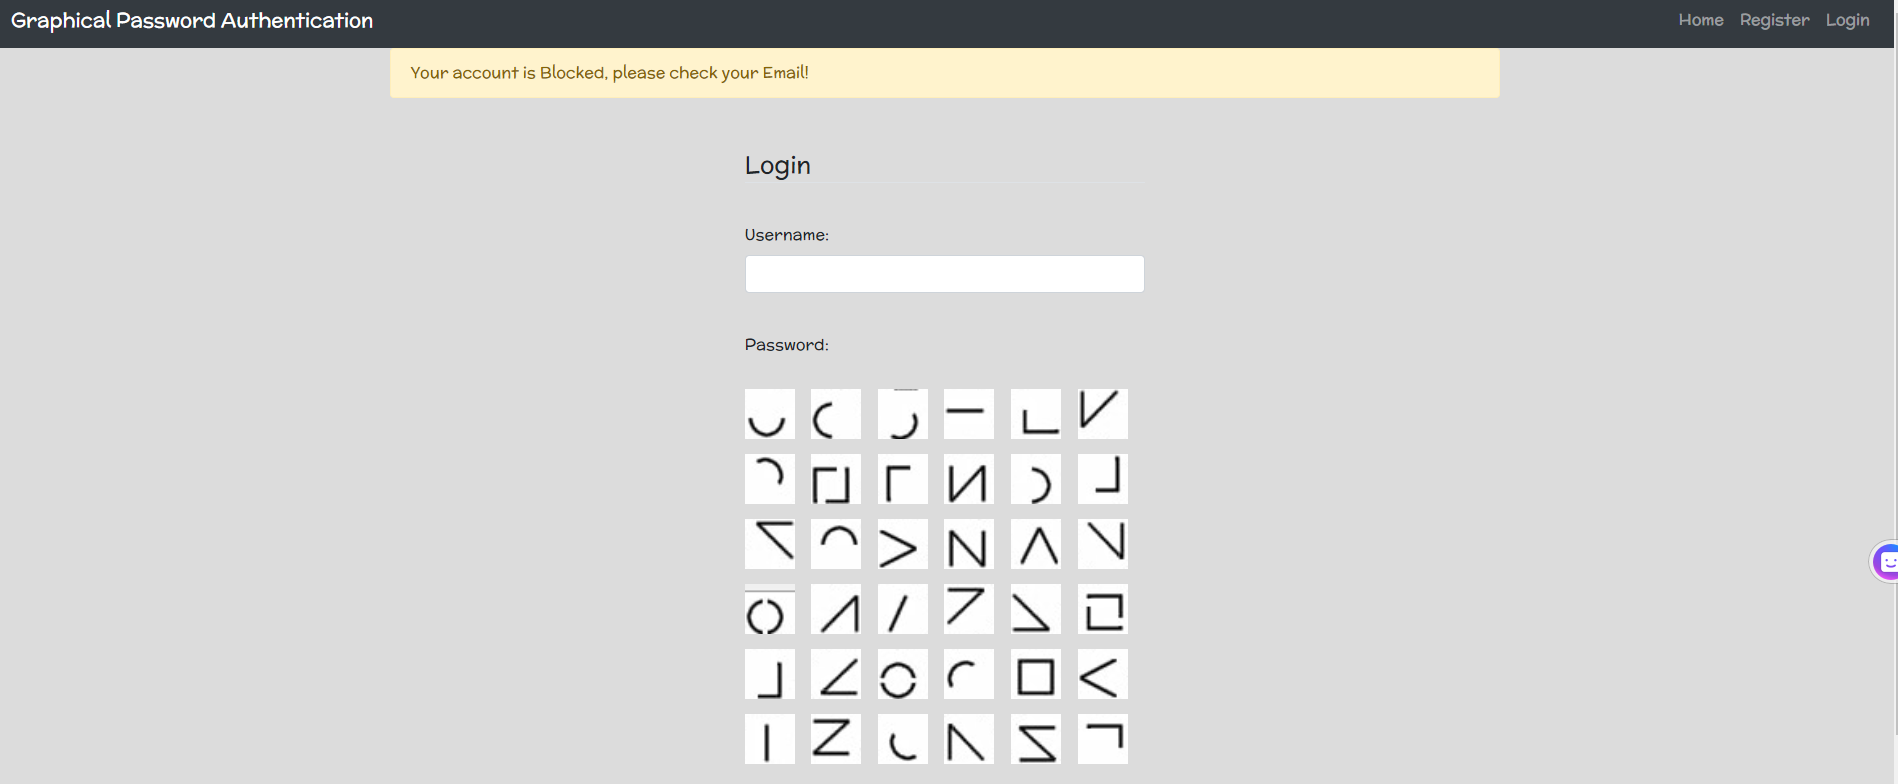 Graphical Password Authentication
Home Register Login
Your account is Blocked, please check your Email!
Login
Username:
Password: